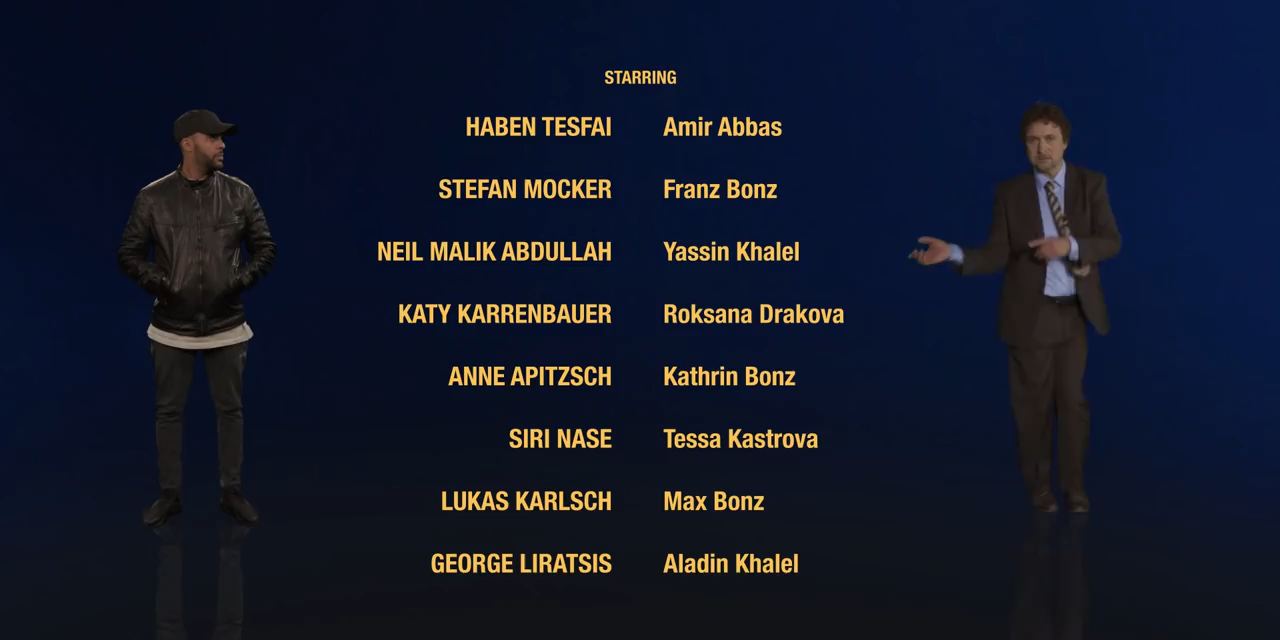 STARRING
HABEN TESFAI Amir Abbas
STEFAN MOCKER Franz Bonz
NEIL MALIK ABDULLAH Yassin Khalel
KATY KARRENBAUER Roksana Drakova
ANNE APITZSCH Kathrin Bonz
SIRI NASE Tessa Kastrova
LUKAS KARLSCH Max Bonz
GEORGE LIRATSIS Aladin Khalel